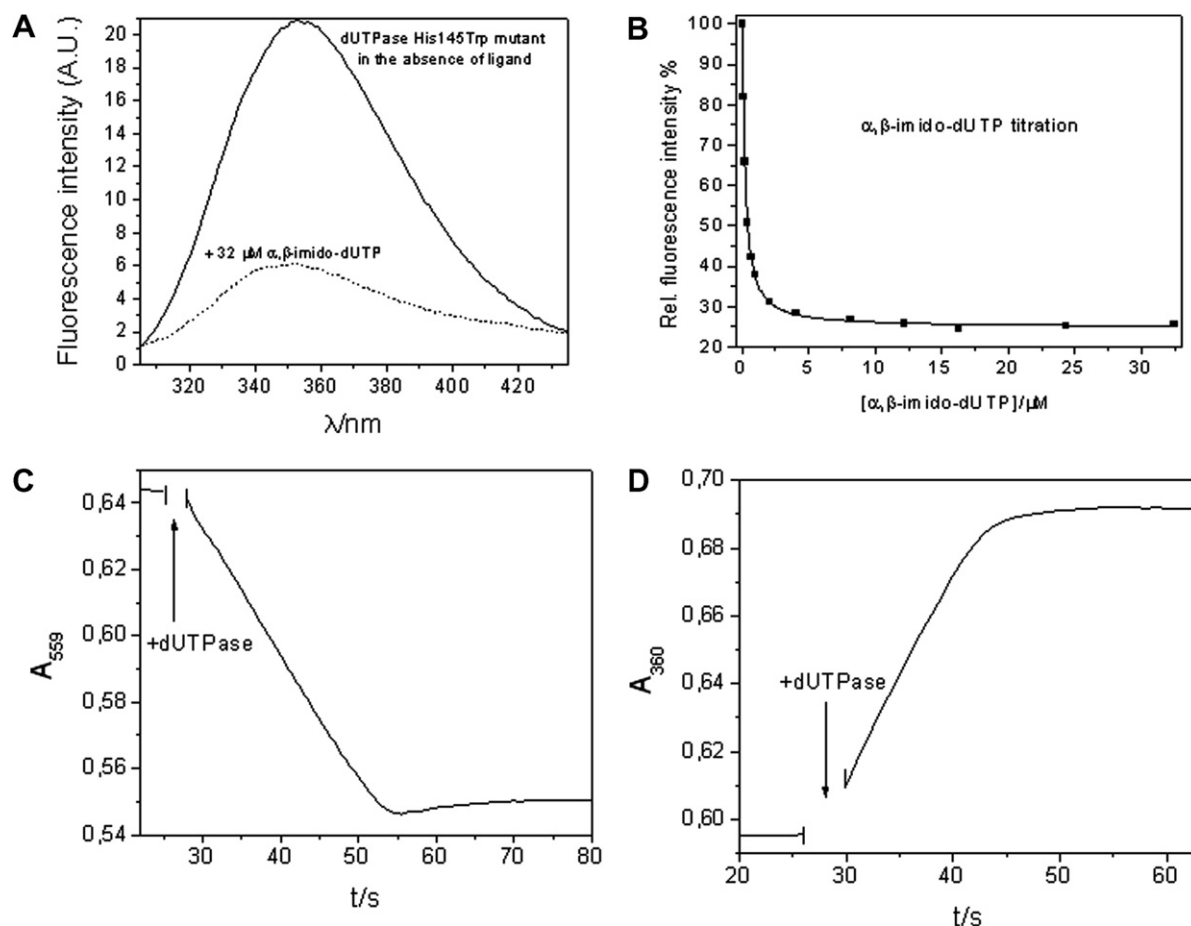 A
Fluorescence intensity (A.U.)
20
18
16
14
12
10
8
6
4
2
0
dUTPase His145Trp mutant
in the absence of ligand
+ 32 µM α,β-imido-dUTP
320 340 360 380 400 420
λ/nm
B
Rel. fluorescence intensity %
100
90
80
70
60
50
40
30
20
α,β-imido-dUTP titration
0 5 10 15 20 25 30
[α,β-imido-dUTP]/µM
C
A559
0,64
0,62
0,60
0,58
0,56
0,54
+dUTPase
30 40 50 60 70 80
t/s
D
A360
0,70
0,68
0,66
0,64
0,62
0,60
+dUTPase
20 30 40 50 60
t/s